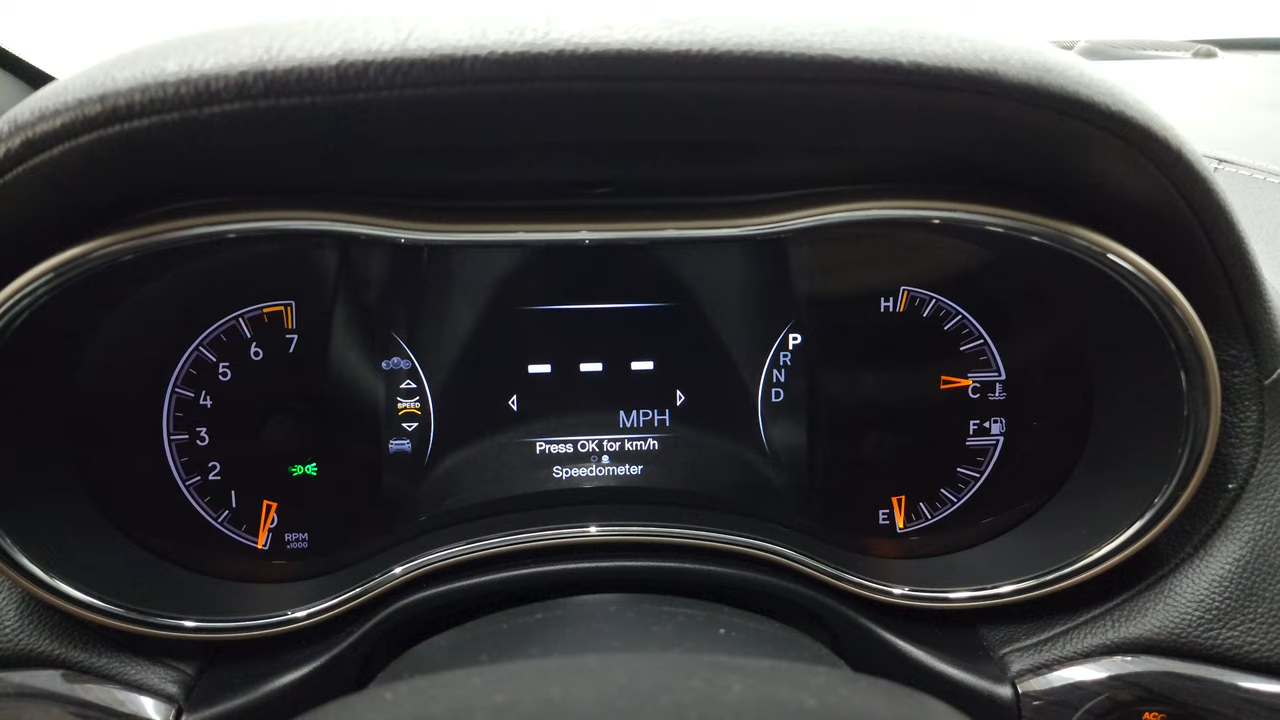 7
6
5
4
3
2
1
0
RPM
x1000
SPEED
MPH
Press OK for km/h
Speedometer
P
R
N
D
H
C
F
E
ACC